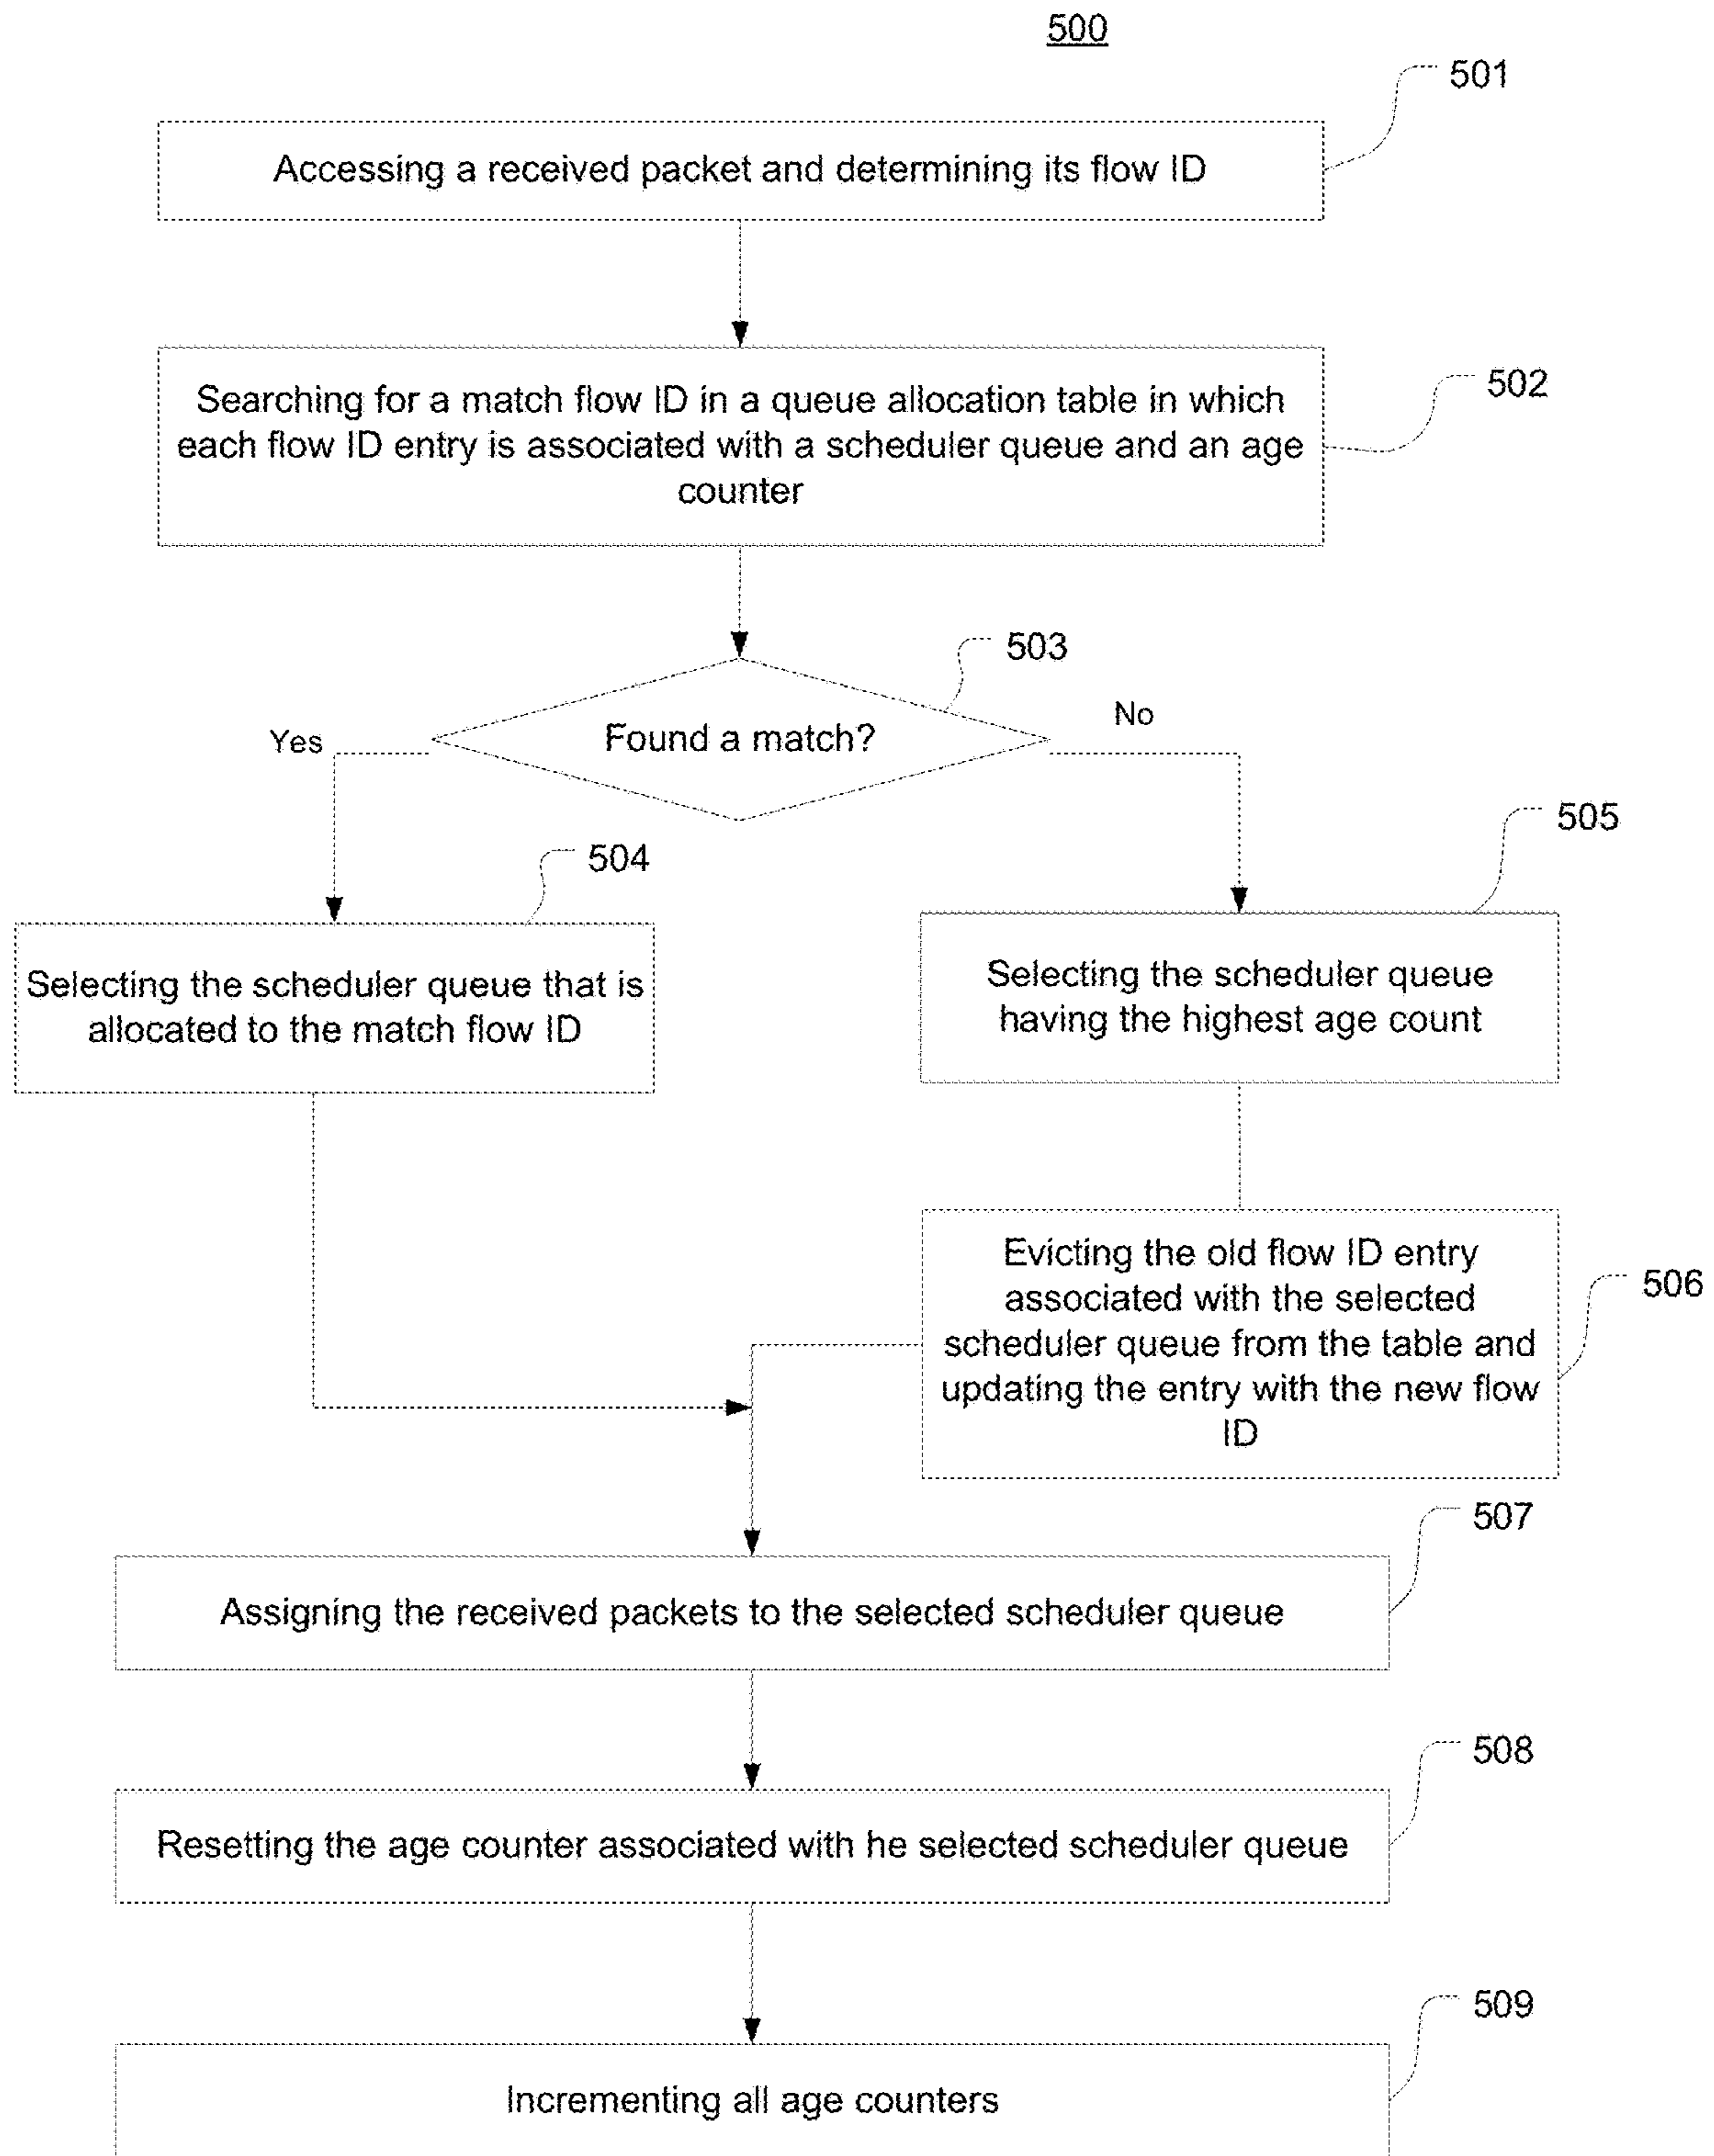 500
501
Accessing a received packet and determining its flow ID
502
Searching for a match flow ID in a queue allocation table in which
each flow ID entry is associated with a scheduler queue and an age
counter
503
Found a match?
Yes
No
504
505
Selecting the scheduler queue that is
allocated to the match flow ID
Selecting the scheduler queue
having the highest age count
506
Evicting the old flow ID entry
associated with the selected
scheduler queue from the table and
updating the entry with the new flow
ID
507
Assigning the received packets to the selected scheduler queue
508
Resetting the age counter associated with he selected scheduler queue
509
Incrementing all age counters